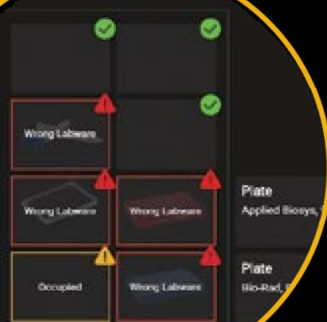 Wrong Labware
Wrong Labware
Wrong Labware
Plate
Applied Biosys,
Occupied
Wrong Labware
Plate
Bio-Rad,